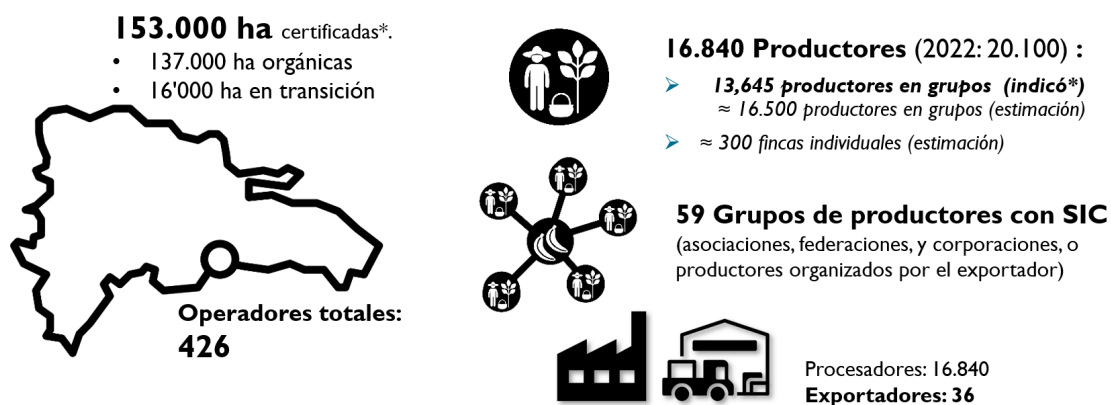 153.000 ha certificadas*.
• 137.000 ha orgánicas
• 16'000 ha en transición
Operadores totales:
426
16.840 Productores (2022: 20.100) :
➢ 13,645 productores en grupos (indicó*)
≈ 16.500 productores en grupos (estimación)
➢ ≈ 300 fincas individuales (estimación)
59 Grupos de productores con SIC
(asociaciones, federaciones, y corporaciones, o
productores organizados por el exportador)
Procesadores: 16.840
Exportadores: 36